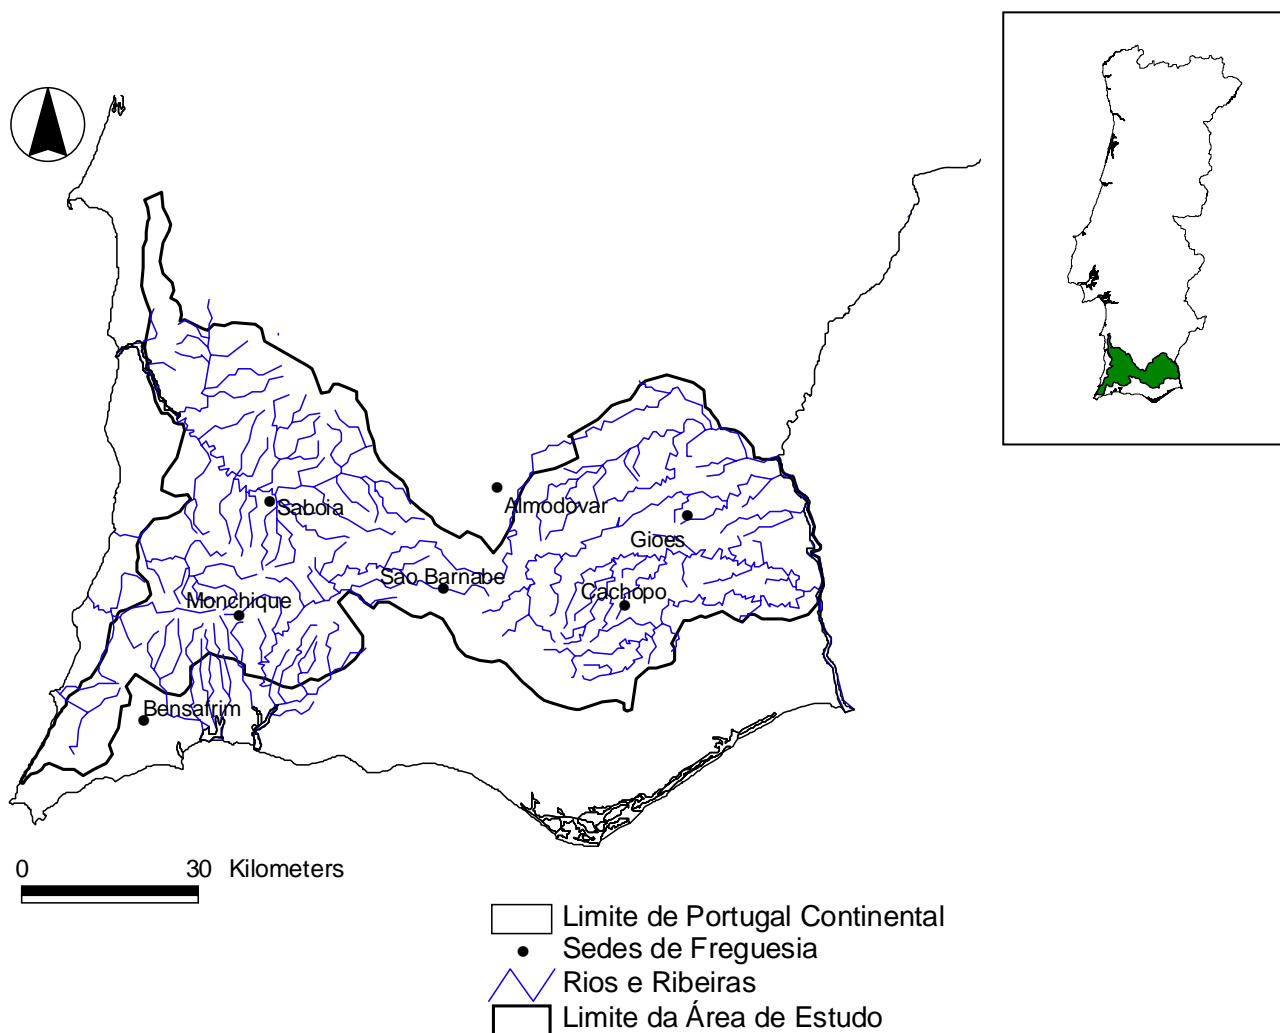 Saboia
Almodovar
Gioes
Sao Barnabe
Cachopo
Monchique
Bensafrim
0 30 Kilometers
Limite de Portugal Continental
Sedes de Freguesia
Rios e Ribeiras
Limite da Área de Estudo